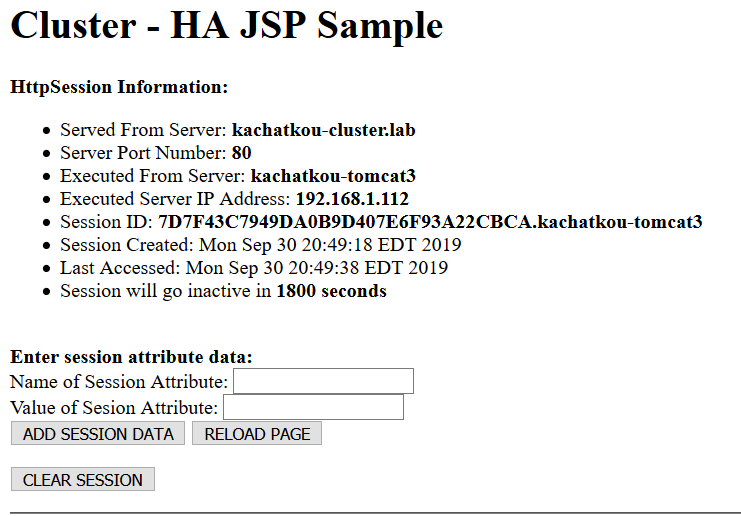 Cluster - HA JSP Sample
HttpSession Information:
Served From Server: kachatkou-cluster.lab
Server Port Number: 80
Executed From Server: kachatkou-tomcat3
Executed Server IP Address: 192.168.1.112
Session ID: 7D7F43C7949DA0B9D407E6F93A22CBCA.kachatkou-tomcat3
Session Created: Mon Sep 30 20:49:18 EDT 2019
Last Accessed: Mon Sep 30 20:49:38 EDT 2019
Session will go inactive in 1800 seconds
Enter session attribute data:
Name of Session Attribute:
Value of Sesion Attribute:
ADD SESSION DATA RELOAD PAGE
CLEAR SESSION